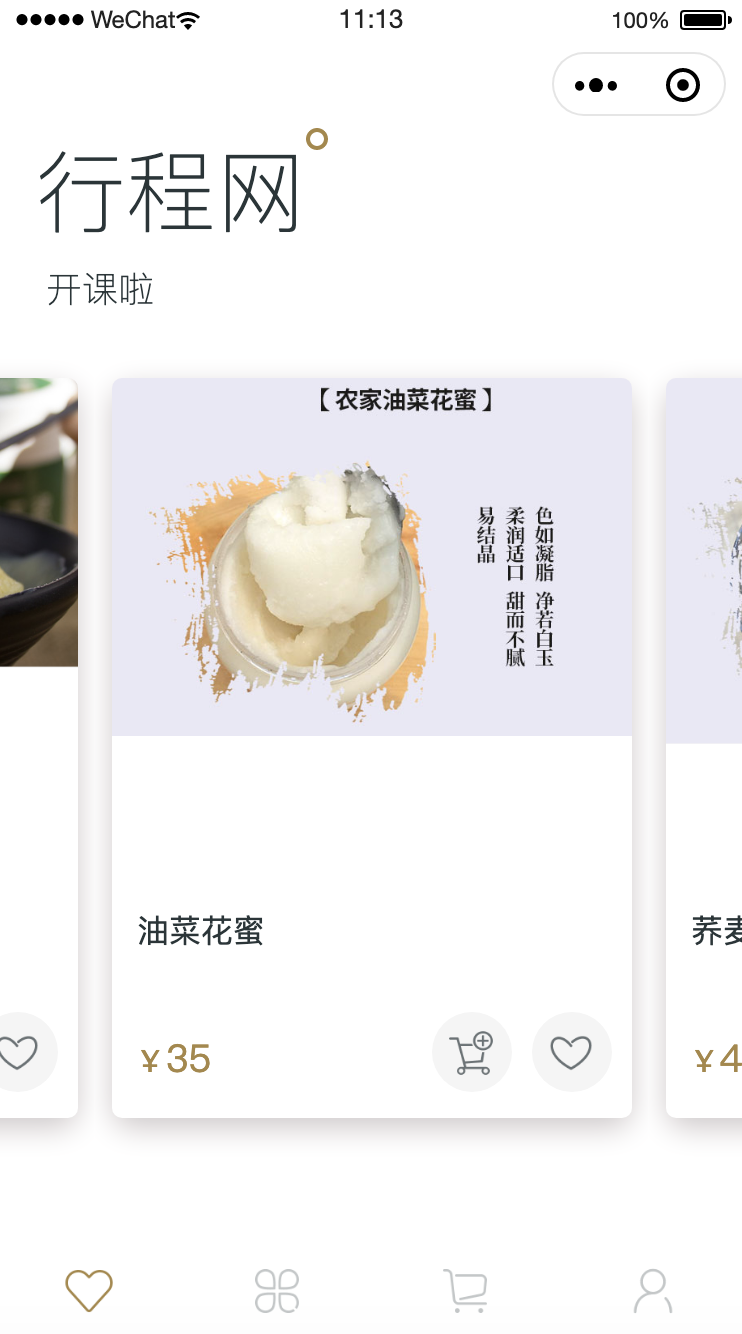 WeChat 11:13 100%
行程网
开课啦
【 农家油菜花蜜 】
色如凝脂 净若白玉
柔润适口 甜而不腻
易结晶
油菜花蜜
荞麦
¥ 35
¥ 4